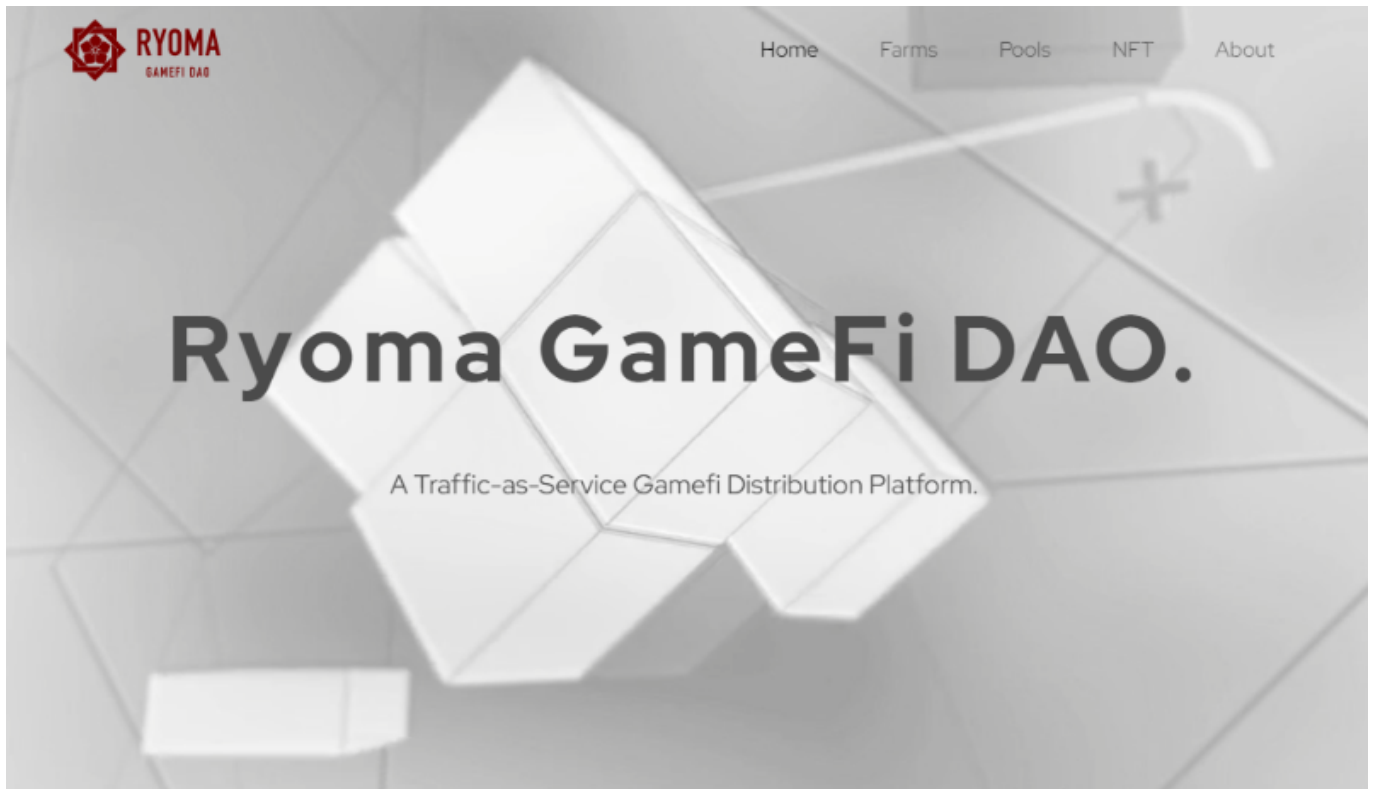 RYOMA
GAMEFI DAO
Home Farms Pools NFT About
Ryoma GameFi DAO.
A Traffic-as-Service Gamefi Distribution Platform.